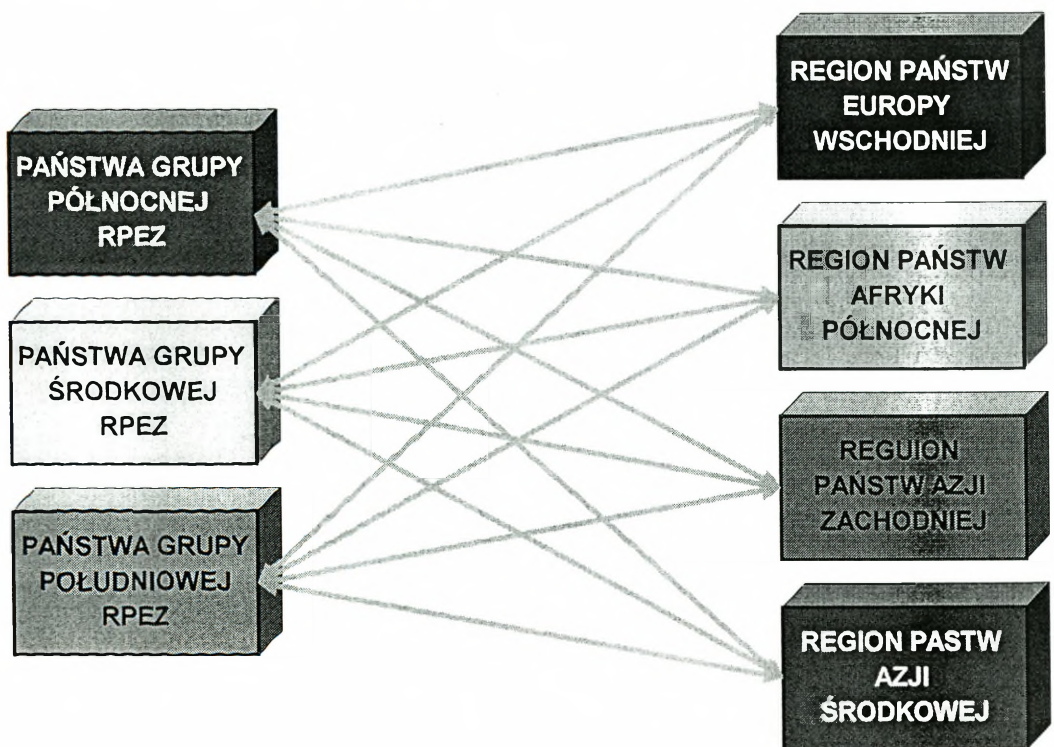 PAŃSTWA GRUPY
PÓŁNOCNEJ
RPEZ
PAŃSTWA GRUPY
ŚRODKOWEJ
RPEZ
PAŃSTWA GRUPY
POŁUDNIOWEJ
RPEZ
REGION PAŃSTW
EUROPY
WSCHODNIEJ
REGION PAŃSTW
AFRYKI
PÓŁNOCNEJ
REGUION
PAŃSTW AZJI
ZACHODNIEJ
REGION PASTW
AZJI
ŚRODKOWEJ